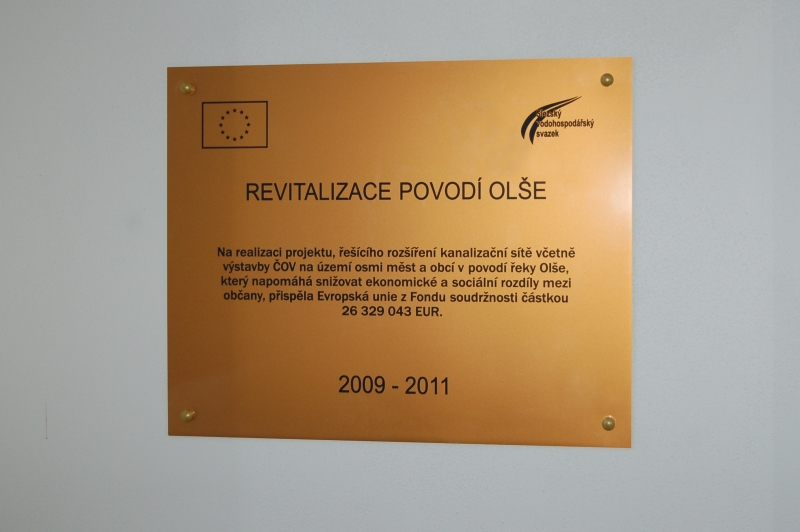 Slezský
vodohospodářský
svazek
REVITALIZACE POVODÍ OLŠE
Na realizaci projektu, řešícího rozšíření kanalizační sítě včetně
výstavby ČOV na území osmi měst a obcí v povodí řeky Olše,
který napomáhá snižovat ekonomické a sociální rozdíly mezi
občany, přispěla Evropská unie z Fondu soudržnosti částkou
26 329 043 EUR.
2009 - 2011